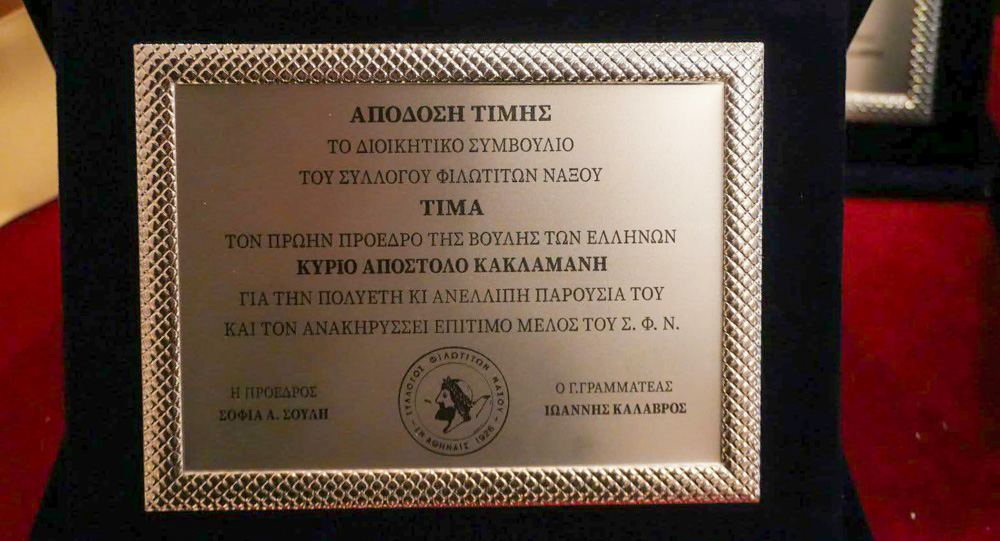 ΑΠΟΔΟΣΗ ΤΙΜΗΣ
ΤΟ ΔΙΟΙΚΗΤΙΚΟ ΣΥΜΒΟΥΛΙΟ
ΤΟΥ ΣΥΛΛΟΓΟΥ ΦΙΛΩΤΙΤΩΝ ΝΑΞΟΥ
ΤΙΜΑ
ΤΟΝ ΠΡΩΗΝ ΠΡΟΕΔΡΟ ΤΗΣ ΒΟΥΛΗΣ ΤΩΝ ΕΛΛΗΝΩΝ
ΚΥΡΙΟ ΑΠΟΣΤΟΛΟ ΚΑΚΛΑΜΑΝΗ
ΓΙΑ ΤΗΝ ΠΟΛΥΕΤΗ ΚΙ ΑΝΕΛΛΙΠΗ ΠΑΡΟΥΣΙΑ ΤΟΥ
ΚΑΙ ΤΟΝ ΑΝΑΚΗΡΥΣΣΕΙ ΕΠΙΤΙΜΟ ΜΕΛΟΣ ΤΟΥ Σ. Φ. Ν.
Η ΠΡΟΕΔΡΟΣ
ΣΟΦΙΑ Α. ΣΟΥΛΗ
ΣΥΛΛΟΓΟΣ ΦΙΛΩΤΙΤΩΝ ΝΑΞΟΥ
ΕΝ ΑΘΗΝΑΙΣ 1926
Ο Γ.ΓΡΑΜΜΑΤΕΑΣ
ΙΩΑΝΝΗΣ ΚΑΛΑΒΡΟΣ